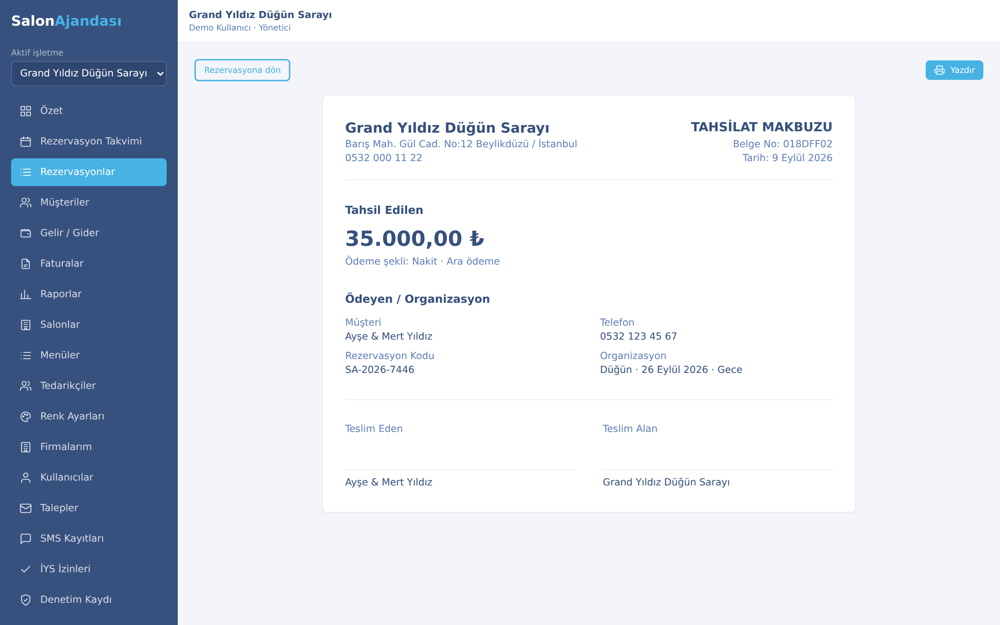 SalonAjandası
Aktif işletme
Grand Yıldız Düğün Sarayı
Özet
Rezervasyon Takvimi
Rezervasyonlar
Müşteriler
Gelir / Gider
Faturalar
Raporlar
Salonlar
Menüler
Tedarikçiler
Renk Ayarları
Firmalarım
Kullanıcılar
Talepler
SMS Kayıtları
İYS İzinleri
Denetim Kaydı
Grand Yıldız Düğün Sarayı
Demo Kullanıcı · Yönetici
Rezervasyona dön
Yazdır
Grand Yıldız Düğün Sarayı
Barış Mah. Gül Cad. No:12 Beylikdüzü / İstanbul
0532 000 11 22
TAHSİLAT MAKBUZU
Belge No: 018DFF02
Tarih: 9 Eylül 2026
Tahsil Edilen
35.000,00 ₺
Ödeme şekli: Nakit · Ara ödeme
Ödeyen / Organizasyon
Müşteri
Ayşe & Mert Yıldız
Telefon
0532 123 45 67
Rezervasyon Kodu
SA-2026-7446
Organizasyon
Düğün · 26 Eylül 2026 · Gece
Teslim Eden
Teslim Alan
Ayşe & Mert Yıldız
Grand Yıldız Düğün Sarayı